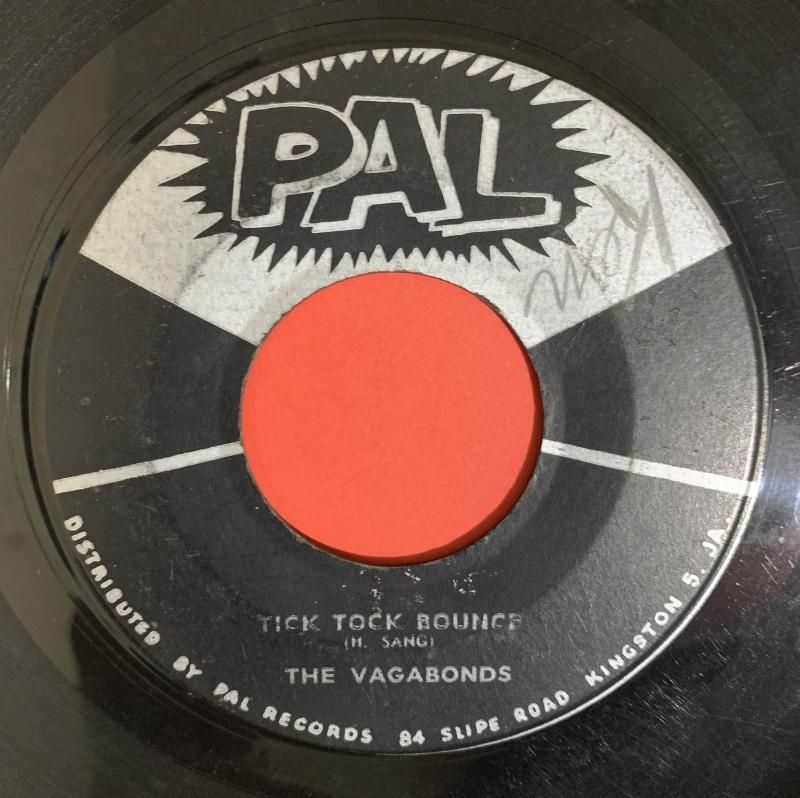 PAL
TICK TOCK BOUNCE
(H. SANG)
THE VAGABONDS
DISTRIBUTED BY PAL RECORDS 84 SLIPE ROAD KINGSTON 5. JA.